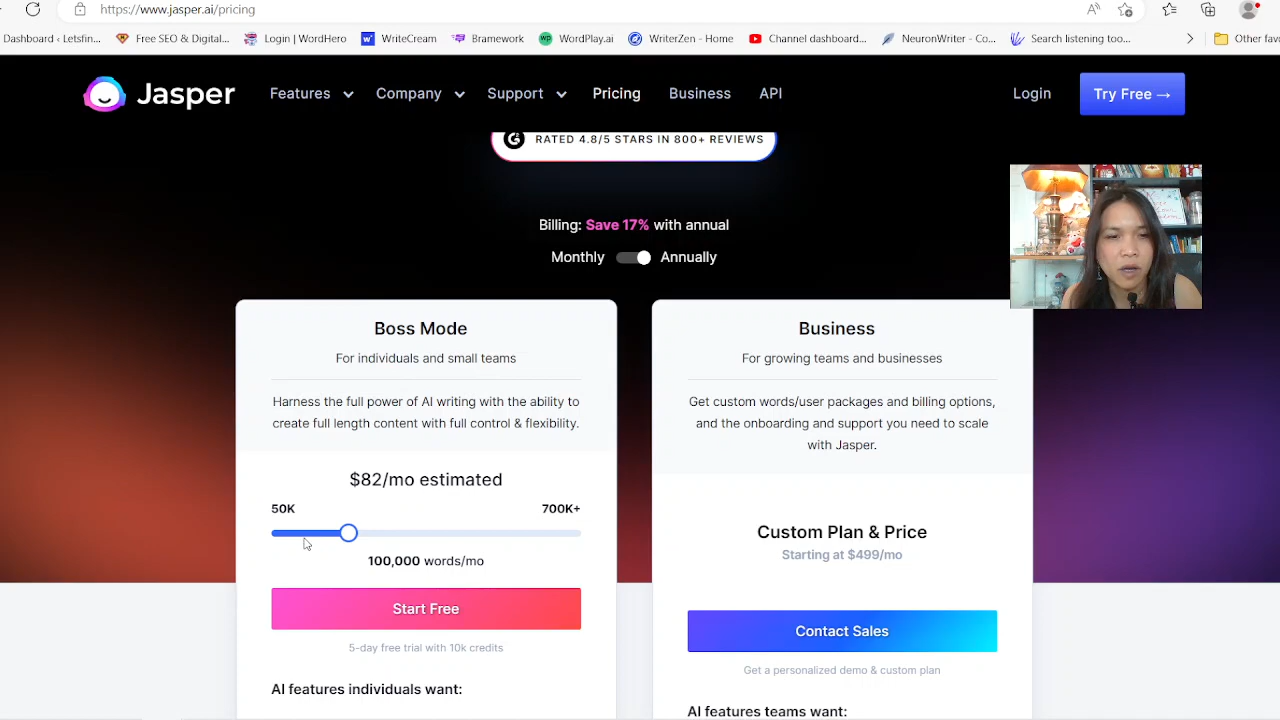 https://www.jasper.ai/pricing
Dashboard ‹ Letsfin...
Free SEO & Digital...
Login | WordHero
WriteCream
Bramework
WordPlay.ai
WriterZen - Home
Channel dashboard...
NeuronWriter - Co...
Search listening too...
Other favo
Jasper
Features
Company
Support
Pricing
Business
API
Login
Try Free →
RATED 4.8/5 STARS IN 800+ REVIEWS
Billing: Save 17% with annual
Monthly
Annually
Boss Mode
For individuals and small teams
Harness the full power of AI writing with the ability to
create full length content with full control & flexibility.
$82/mo estimated
50K
700K+
100,000 words/mo
Start Free
5-day free trial with 10k credits
AI features individuals want:
Business
For growing teams and businesses
Get custom words/user packages and billing options,
and the onboarding and support you need to scale
with Jasper.
Custom Plan & Price
Starting at $499/mo
Contact Sales
Get a personalized demo & custom plan
AI features teams want: